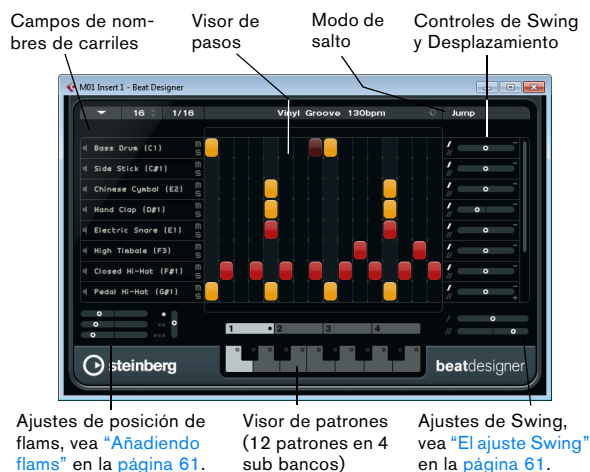 Campos de nom-
bres de carriles
Visor de
pasos
Modo de
salto
Controles de Swing
y Desplazamiento
M01 Insert 1 - Beat Designer
16 1/16 Vinyl Groove 130bpm Jump
Bass Drum (C1) m s
Side Stick (C#1) m s
Chinese Cymbal (E2) m s
Hand Clap (D#1) m s
Electric Snare (E1) m s
High Timbale (F3) m s
Closed Hi-Hat (F#1) m s
Pedal Hi-Hat (G#1) m s
1 2 3 4
steinberg
beatdesigner
Ajustes de posición de
flams, vea “Añadiendo
flams” en la página 61.
Visor de patrones
(12 patrones en 4
sub bancos)
Ajustes de Swing,
vea “El ajuste Swing”
en la página 61.